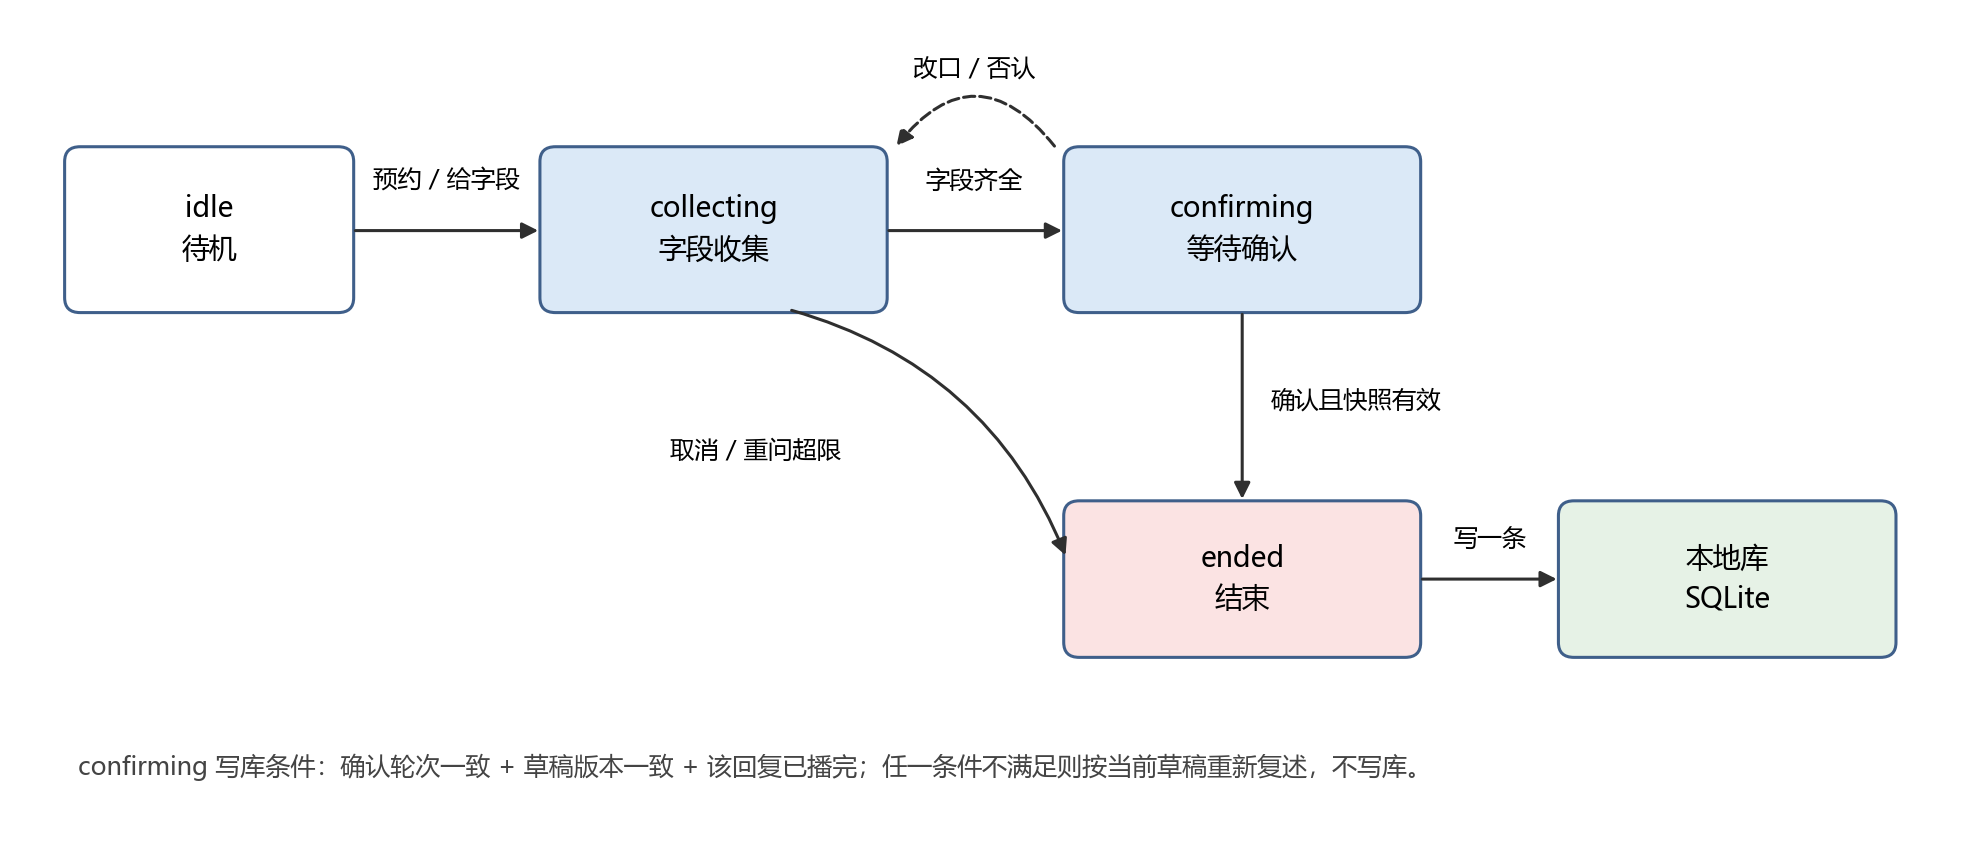 改口 / 否认
idle
待机
预约 / 给字段
collecting
字段收集
字段齐全
confirming
等待确认
确认且快照有效
取消 / 重问超限
ended
结束
写一条
本地库
SQLite
confirming 写库条件：确认轮次一致 + 草稿版本一致 + 该回复已播完；任一条件不满足则按当前草稿重新复述，不写库。